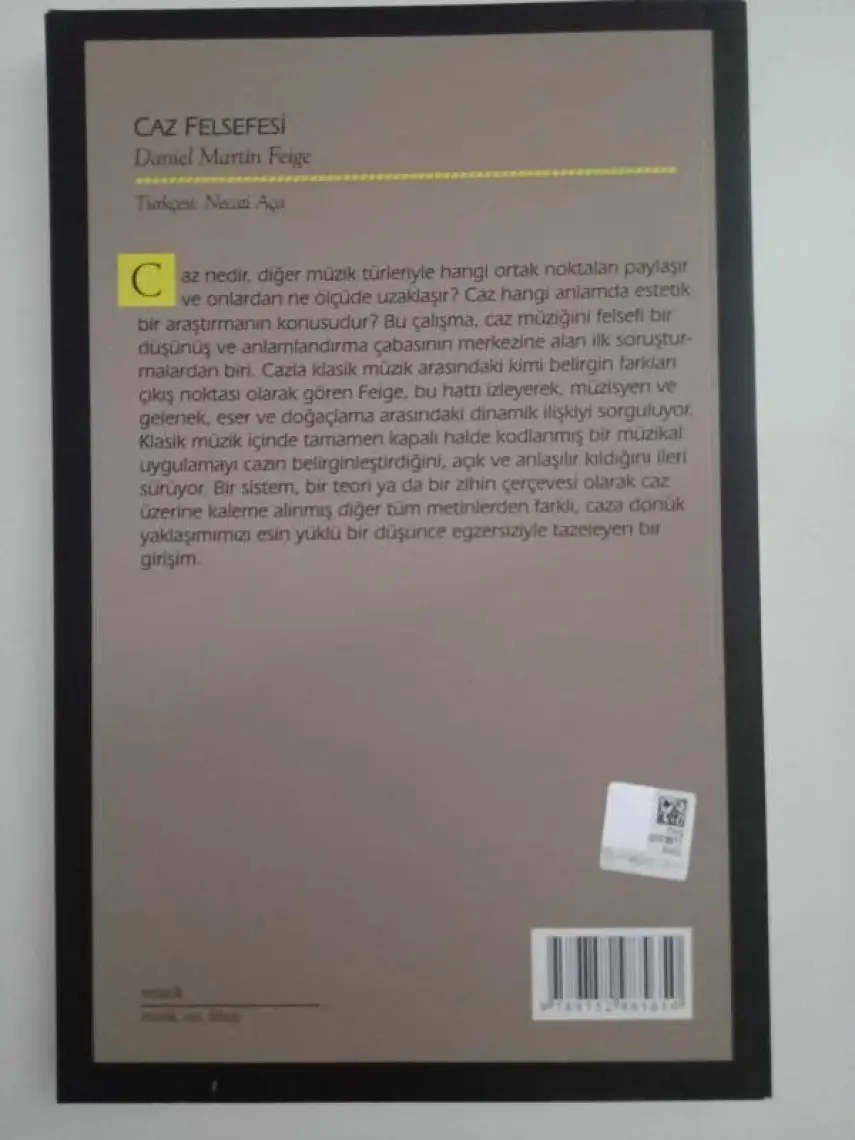 CAZ FELSEFESİ
Daniel Martin Feige
Türkçesi: Necati Aça
Caz nedir, diğer müzik türleriyle hangi ortak noktaları paylaşır
ve onlardan ne ölçüde uzaklaşır? Caz hangi anlamda estetik
bir araştırmanın konusudur? Bu çalışma, caz müziğini felsefi bir
düşünüş ve anlamlandırma çabasının merkezine alan ilk soruştur-
malardan biri. Cazla klasik müzik arasındaki kimi belirgin farkları
çıkış noktası olarak gören Feige, bu hattı izleyerek, müzisyen ve
gelenek, eser ve doğaçlama arasındaki dinamik ilişkiyi sorguluyor.
Klasik müzik içinde tamamen kapalı halde kodlanmış bir müzikal
uygulamayı cazın belirginleştirdiğini, açık ve anlaşılır kıldığını ileri
sürüyor. Bir sistem, bir teori ya da bir zihin çerçevesi olarak caz
üzerine kaleme alınmış diğer tüm metinlerden farklı, caza dönük
yaklaşımımızı esin yüklü bir düşünce egzersiziyle tazeleyen bir
girişim.
müzik